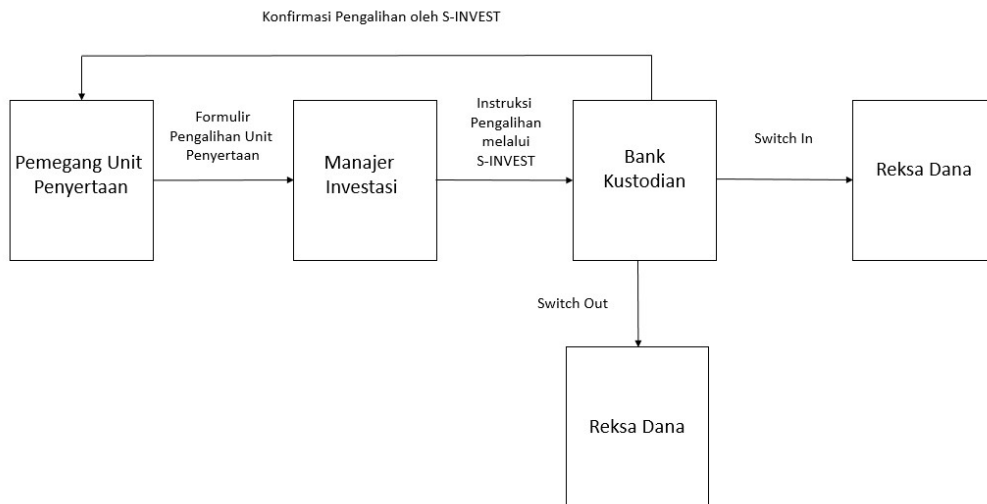 Konfirmasi Pengalihan oleh S-INVEST
Formulir
Pengalihan Unit
Penyertaan
Instruksi
Pengalihan
melalui
S-INVEST
Switch In
Pemegang Unit
Penyertaan
Manajer
Investasi
Bank
Kustodian
Reksa Dana
Switch Out
Reksa Dana